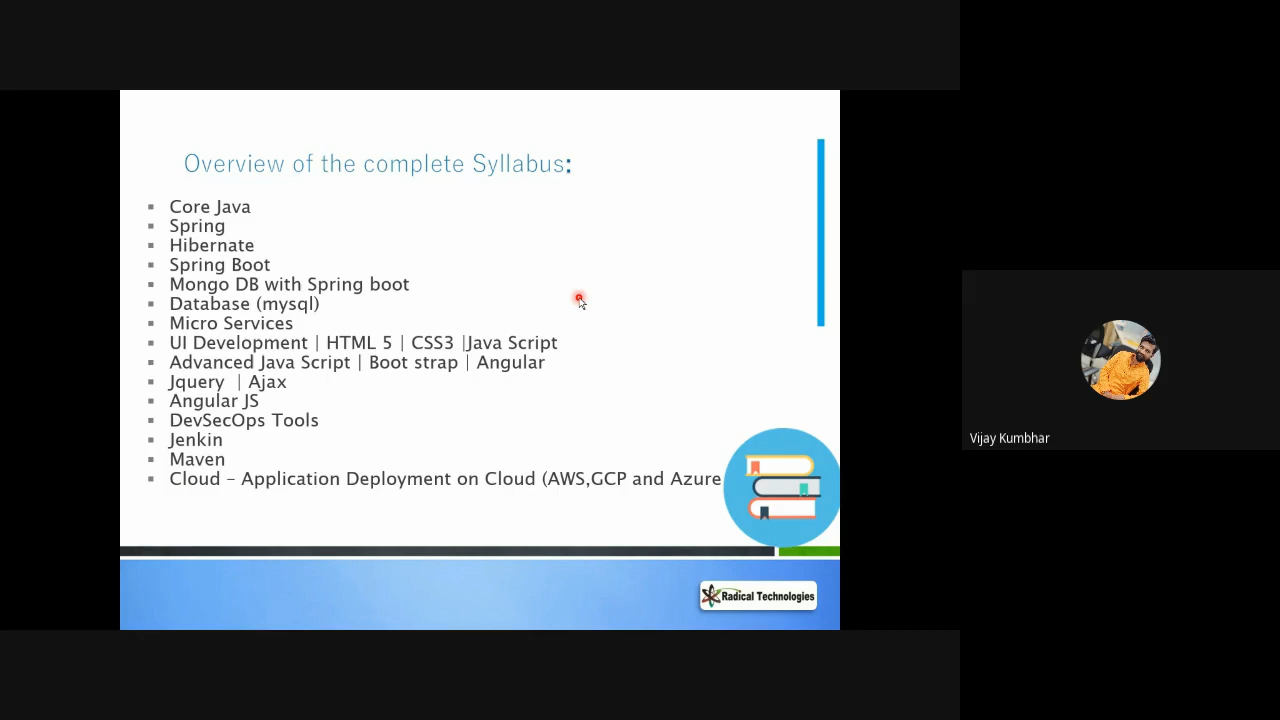 Overview of the complete Syllabus:
Core Java
Spring
Hibernate
Spring Boot
Mongo DB with Spring boot
Database (mysql)
Micro Services
UI Development | HTML 5 | CSS3 |Java Script
Advanced Java Script | Boot strap | Angular
Jquery | Ajax
Angular JS
DevSecOps Tools
Jenkin
Maven
Cloud – Application Deployment on Cloud (AWS,GCP and Azure
Radical Technologies
Vijay Kumbhar